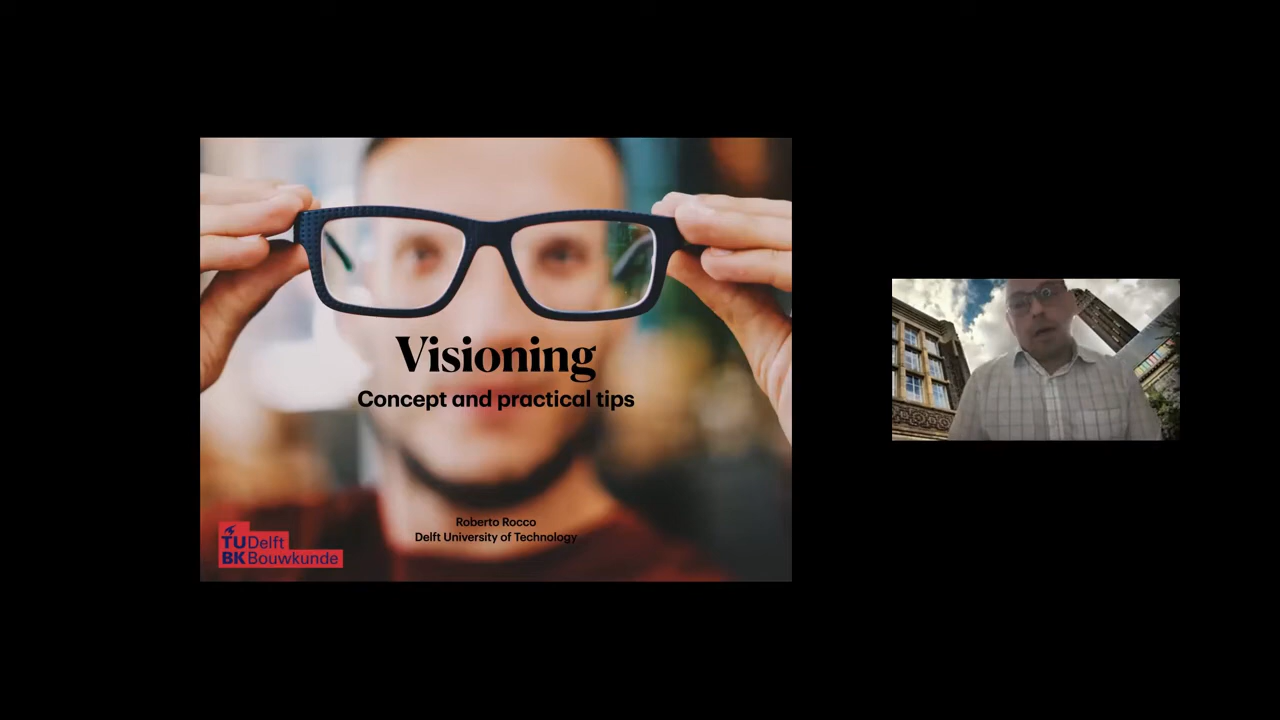 Visioning
Concept and practical tips
Roberto Rocco
Delft University of Technology
TUDelft
BK Bouwkunde